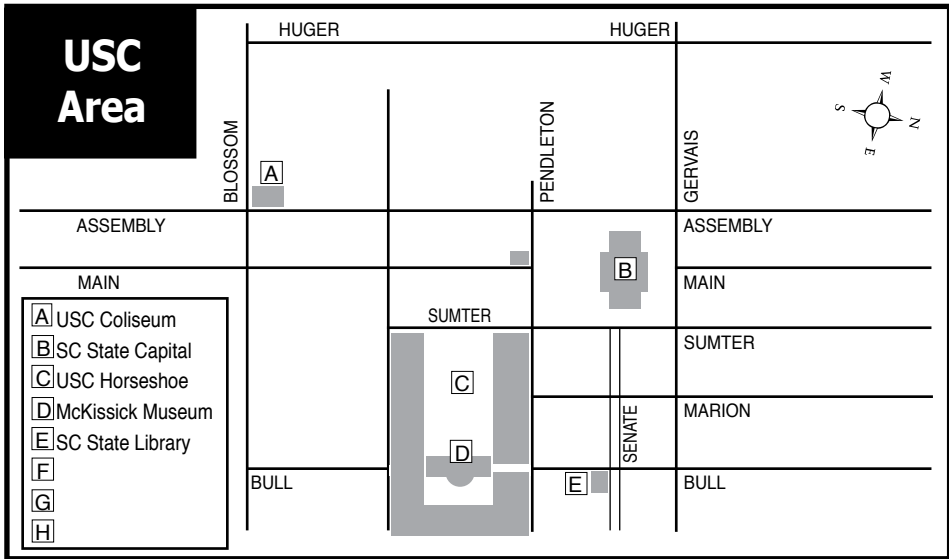 USC
Area
HUGER
HUGER
BLOSSOM
PENDLETON
GERVAIS
W
S
N
E
A
ASSEMBLY
ASSEMBLY
B
MAIN
MAIN
SUMTER
SUMTER
C
MARION
SENATE
D
BULL
BULL
E
A USC Coliseum
B SC State Capital
C USC Horseshoe
D McKissick Museum
E SC State Library
F
G
H